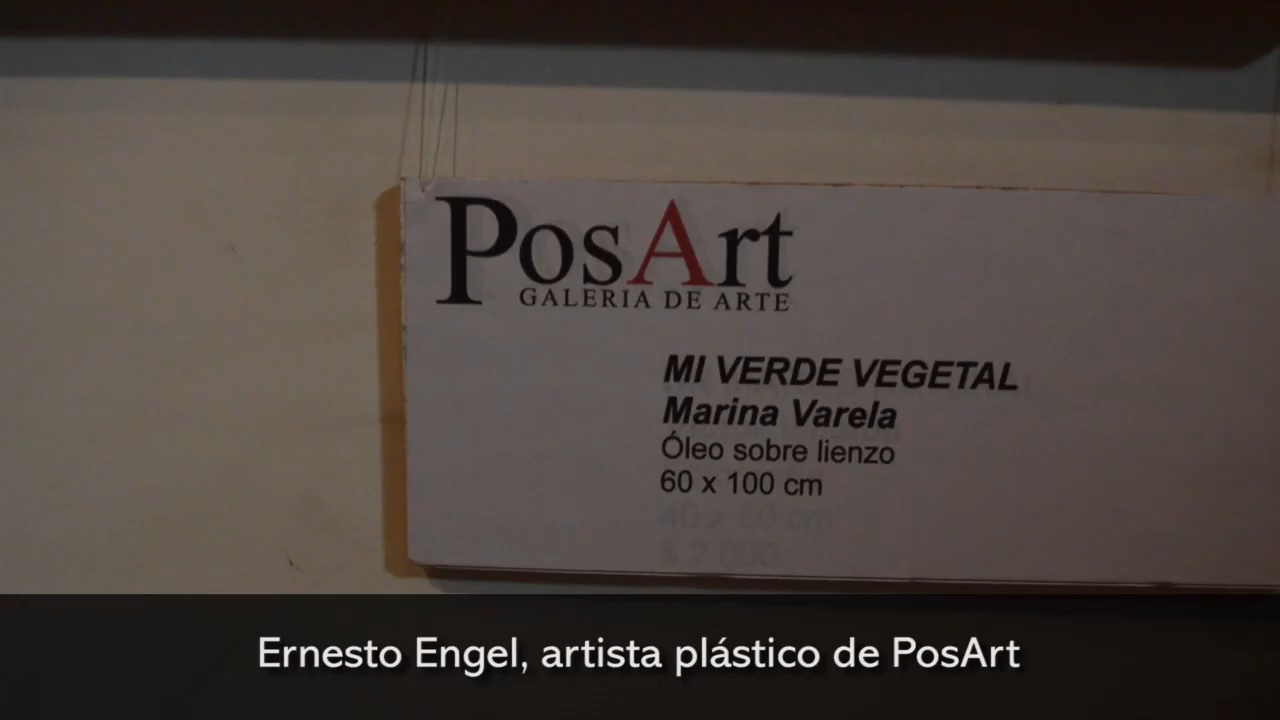 PosArt
GALERIA DE ARTE
MI VERDE VEGETAL
Marina Varela
Óleo sobre lienzo
60 x 100 cm
Ernesto Engel, artista plástico de PosArt